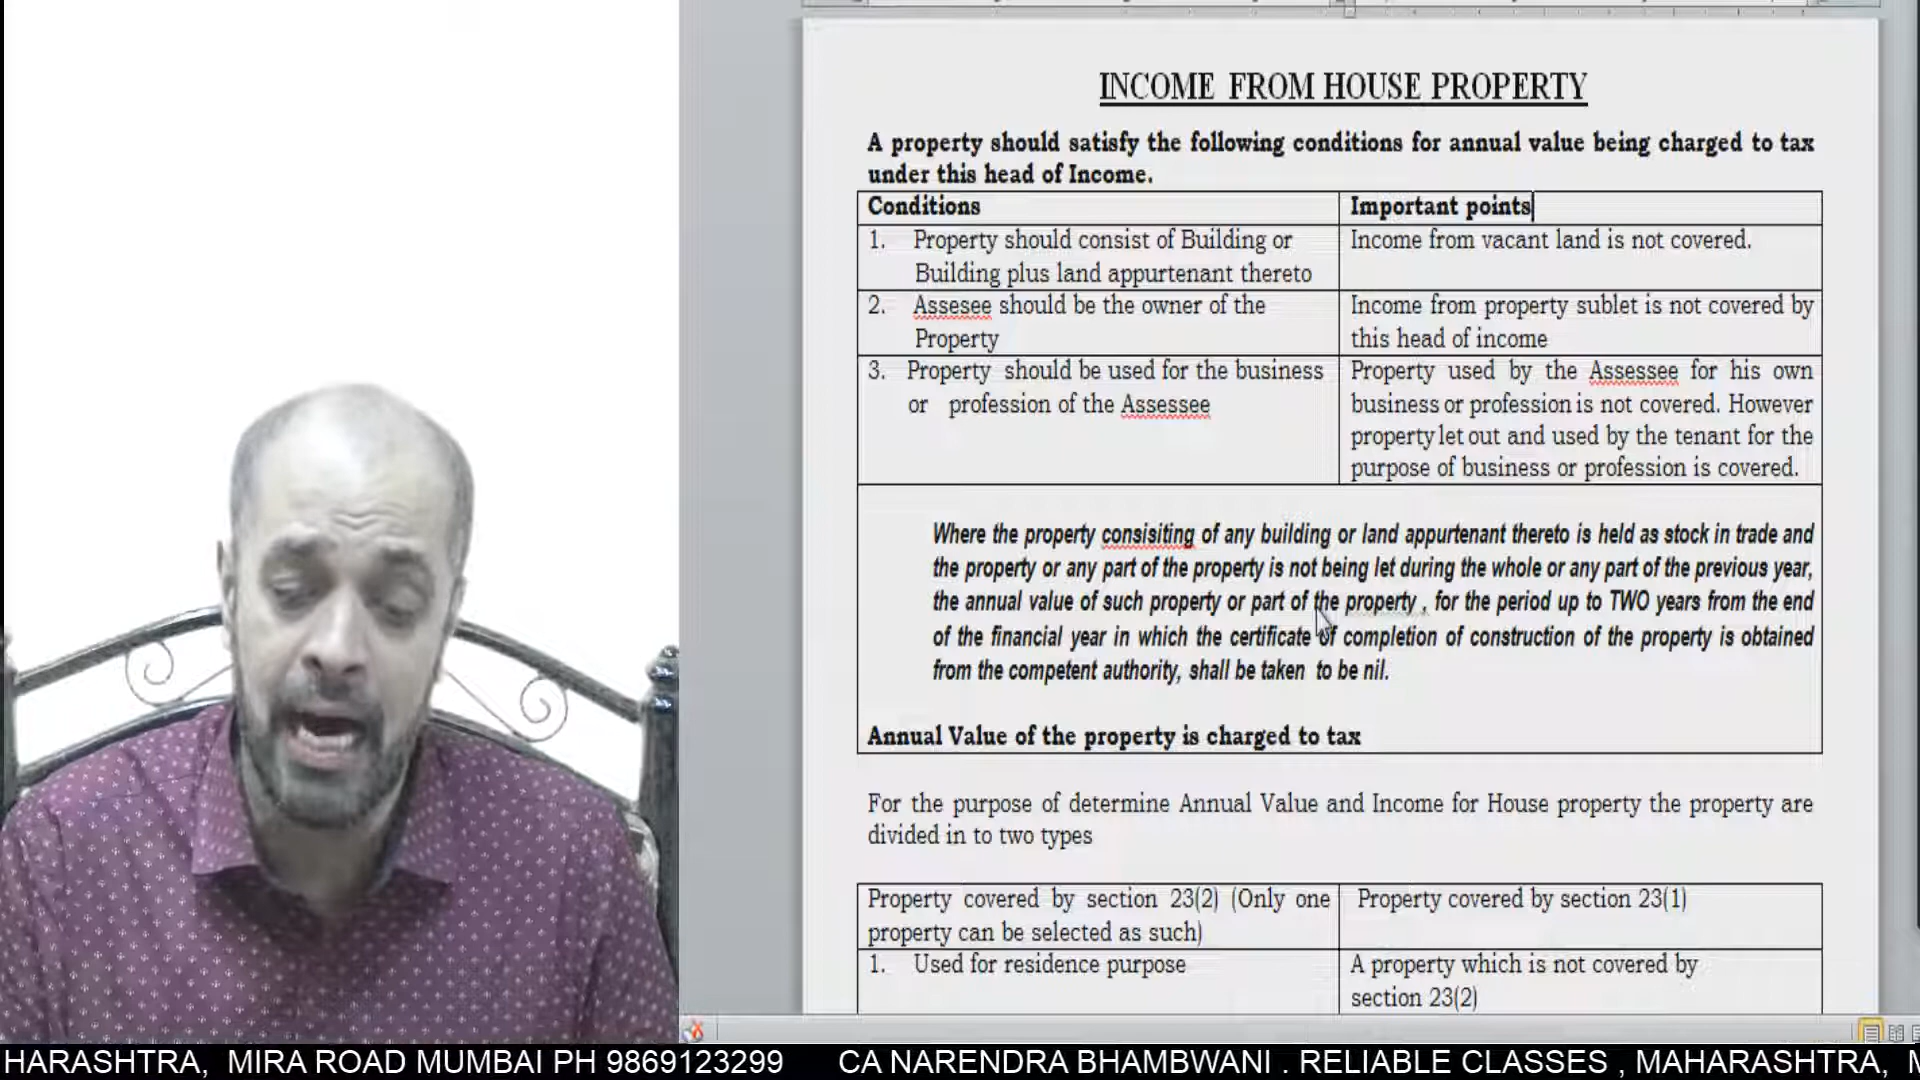 INCOME FROM HOUSE PROPERTY
A property should satisfy the following conditions for annual value being charged to tax
under this head of Income.
Conditions
Important points
1. Property should consist of Building or
Building plus land appurtenant thereto
Income from vacant land is not covered.
2. Assesee should be the owner of the
Property
Income from property sublet is not covered by
this head of income
3. Property should be used for the business
or profession of the Assessee
Property used by the Assessee for his own
business or profession is not covered. However
property let out and used by the tenant for the
purpose of business or profession is covered.
Where the property consisiting of any building or land appurtenant thereto is held as stock in trade and
the property or any part of the property is not being let during the whole or any part of the previous year,
the annual value of such property or part of the property , for the period up to TWO years from the end
of the financial year in which the certificate of completion of construction of the property is obtained
from the competent authority, shall be taken to be nil.
Annual Value of the property is charged to tax
For the purpose of determine Annual Value and Income for House property the property are
divided in to two types
Property covered by section 23(2) (Only one
property can be selected as such)
Property covered by section 23(1)
1. Used for residence purpose
A property which is not covered by
section 23(2)
HARASHTRA, MIRA ROAD MUMBAI PH 9869123299 CA NARENDRA BHAMBWANI . RELIABLE CLASSES , MAHARASHTRA,